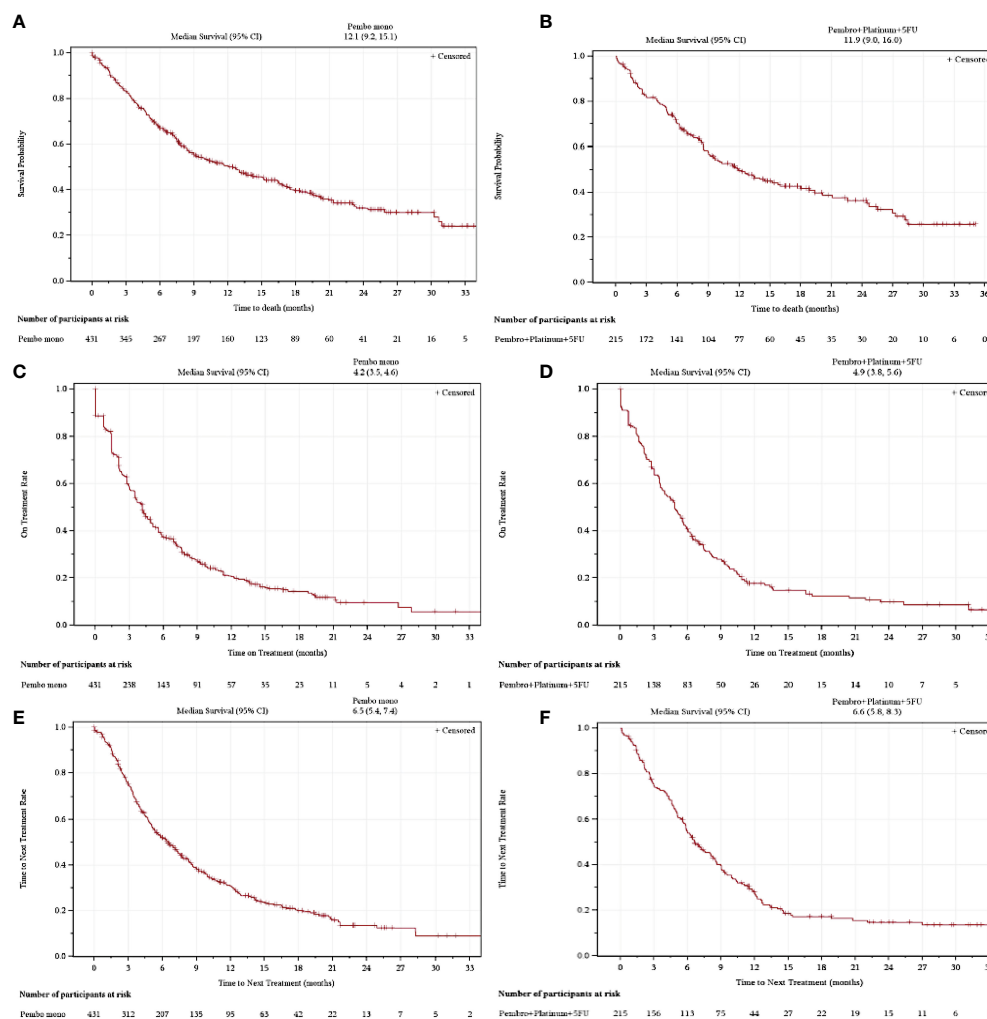 A
Pembo mono
Median Survival (95% CI) 12.1 (9.2, 15.1)
+ Censored
1.0
0.8
0.6
0.4
0.2
0.0
Survival Probability
0 3 6 9 12 15 18 21 24 27 30 33
Time to death (months)
Number of participants at risk
Pembo mono 431 345 267 197 160 123 89 60 41 21 16 5
B
Pembro+Platinum+5FU
Median Survival (95% CI) 11.9 (9.0, 16.0)
+ Censore
1.0
0.8
0.6
0.4
0.2
0.0
Survival Probability
0 3 6 9 12 15 18 21 24 27 30 33 36
Time to death (months)
Number of participants at risk
Pembro+Platinum+5FU 215 172 141 104 77 60 45 35 30 20 10 6 0
C
Pembo mono
Median Survival (95% CI) 4.2 (3.5, 4.6)
+ Censored
1.0
0.8
0.6
0.4
0.2
0.0
On Treatment Rate
0 3 6 9 12 15 18 21 24 27 30 33
Time on Treatment (months)
Number of participants at risk
Pembo mono 431 238 143 91 57 35 23 11 5 4 2 1
D
Pembro+Platinum+5FU
Median Survival (95% CI) 4.9 (3.8, 5.6)
+ Censore
1.0
0.8
0.6
0.4
0.2
0.0
On Treatment Rate
0 3 6 9 12 15 18 21 24 27 30 3
Time on Treatment (months)
Number of participants at risk
Pembro+Platinum+5FU 215 138 83 50 26 20 15 14 10 7 5
E
Pembo mono
Median Survival (95% CI) 6.5 (5.4, 7.4)
+ Censored
1.0
0.8
0.6
0.4
0.2
0.0
Time to Next Treatment Rate
0 3 6 9 12 15 18 21 24 27 30 33
Time to Next Treatment (months)
Number of participants at risk
Pembo mono 431 312 207 135 95 63 42 22 13 7 5 2
F
Pembro+Platinum+5FU
Median Survival (95% CI) 6.6 (5.8, 8.3)
+ Censore
1.0
0.8
0.6
0.4
0.2
0.0
Time to Next Treatment Rate
0 3 6 9 12 15 18 21 24 27 30 33
Time to Next Treatment (months)
Number of participants at risk
Pembro+Platinum+5FU 215 156 113 75 44 27 22 19 15 11 6